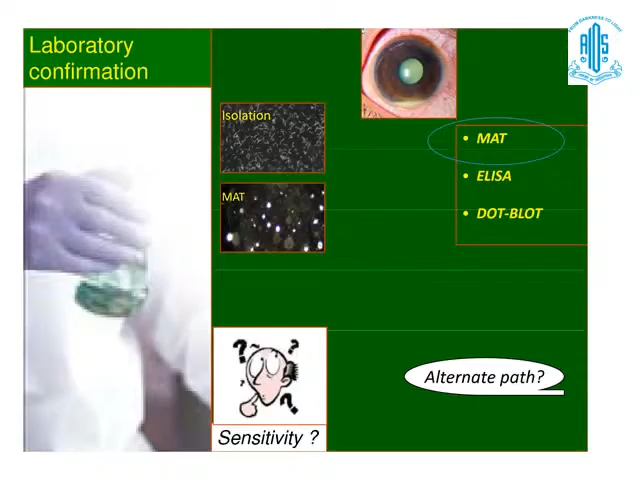 Laboratory
confirmation
Isolation
MAT
• MAT
• ELISA
• DOT-BLOT
Alternate path?
Sensitivity ?